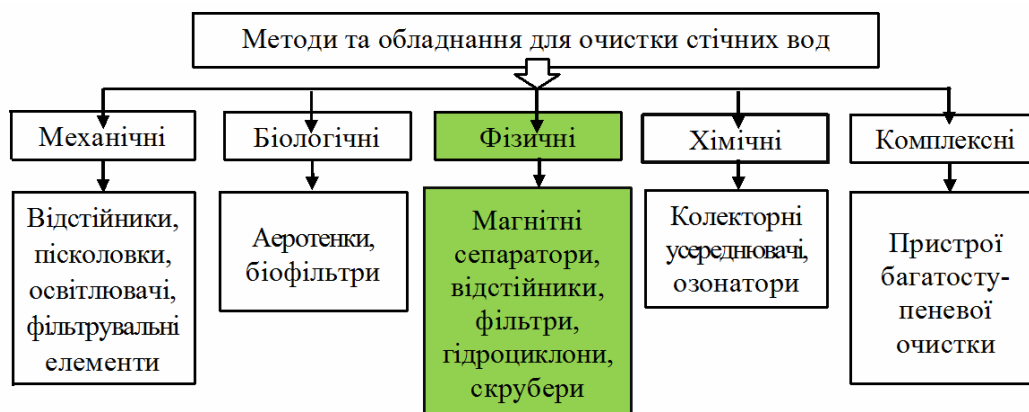 Методи та обладнання для очистки стічних вод
Механічні
Біологічні
Фізичні
Хімічні
Комплексні
Відстійники,
пісколовки,
освітлювачі,
фільтрувальні
елементи
Аеротенки,
біофільтри
Магнітні
сепаратори,
відстійники,
фільтри,
гідроциклони,
скрубери
Колекторні
усереднювачі,
озонатори
Пристрої
багатосту-
пеневої
очистки